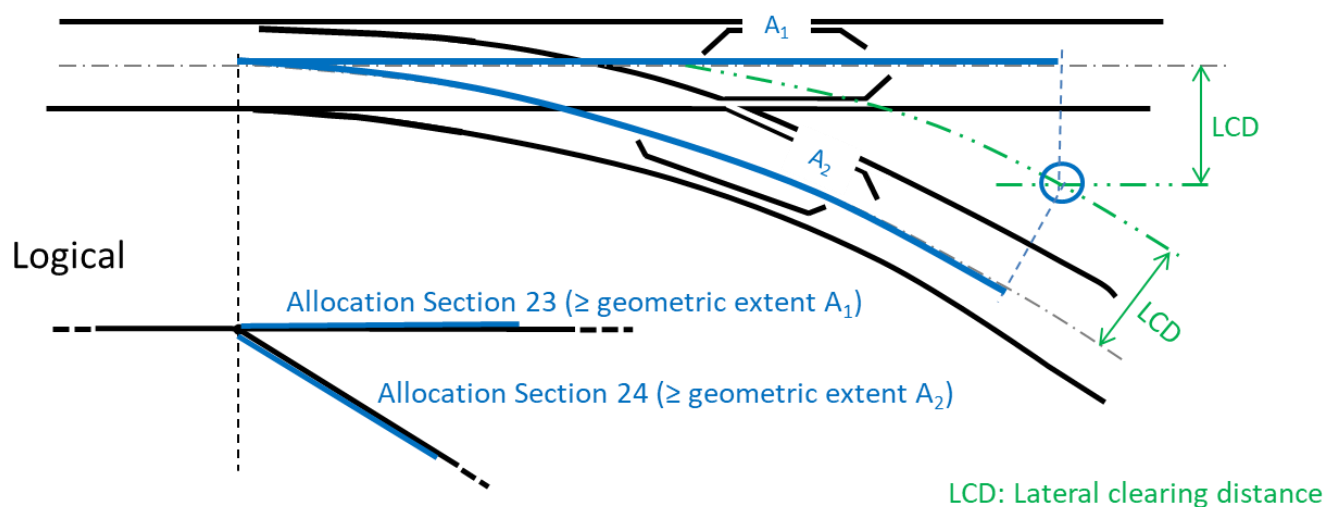 A₁
LCD
A₂
Logical
Allocation Section 23 (≥ geometric extent A₁)
LCD
Allocation Section 24 (≥ geometric extent A₂)
LCD: Lateral clearing distance